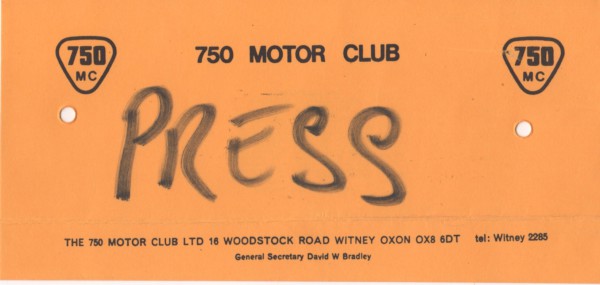 750 MC
750 MOTOR CLUB
750 MC
PRESS
THE 750 MOTOR CLUB LTD 16 WOODSTOCK ROAD WITNEY OXON OX8 6DT tel: Witney 2285
General Secretary David W Bradley